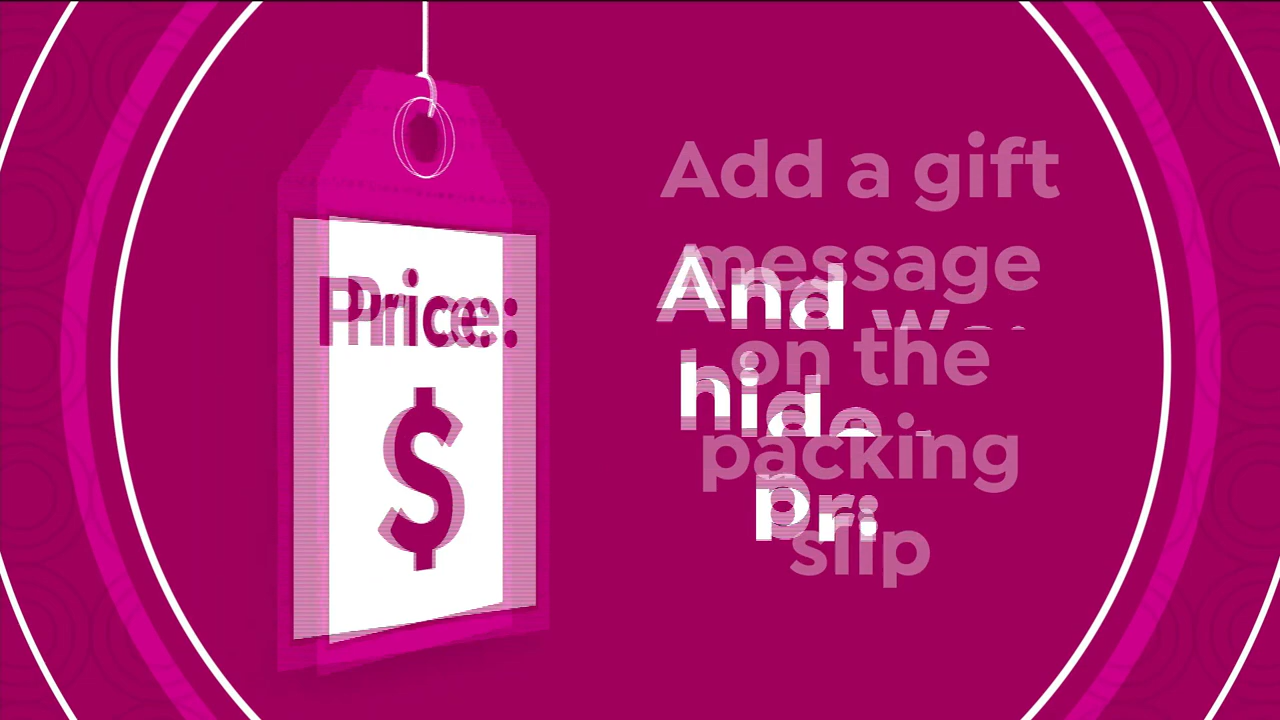 Price:
$
Add a gift
message
on the
packing
slip
And
hide